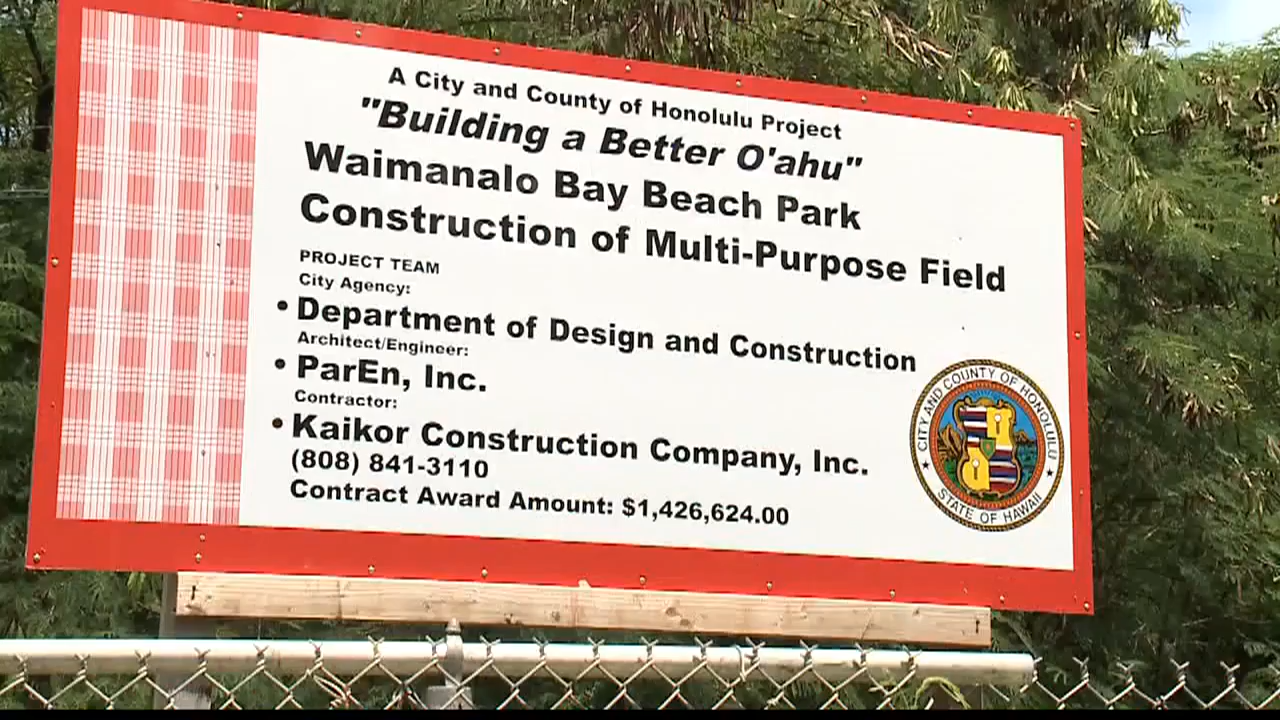 A City and County of Honolulu Project
"Building a Better O'ahu"
Waimanalo Bay Beach Park
Construction of Multi-Purpose Field
PROJECT TEAM
City Agency:
• Department of Design and Construction
Architect/Engineer:
• ParEn, Inc.
Contractor:
• Kaikor Construction Company, Inc.
(808) 841-3110
Contract Award Amount: $1,426,624.00
CITY AND COUNTY OF HONOLULU
STATE OF HAWAII